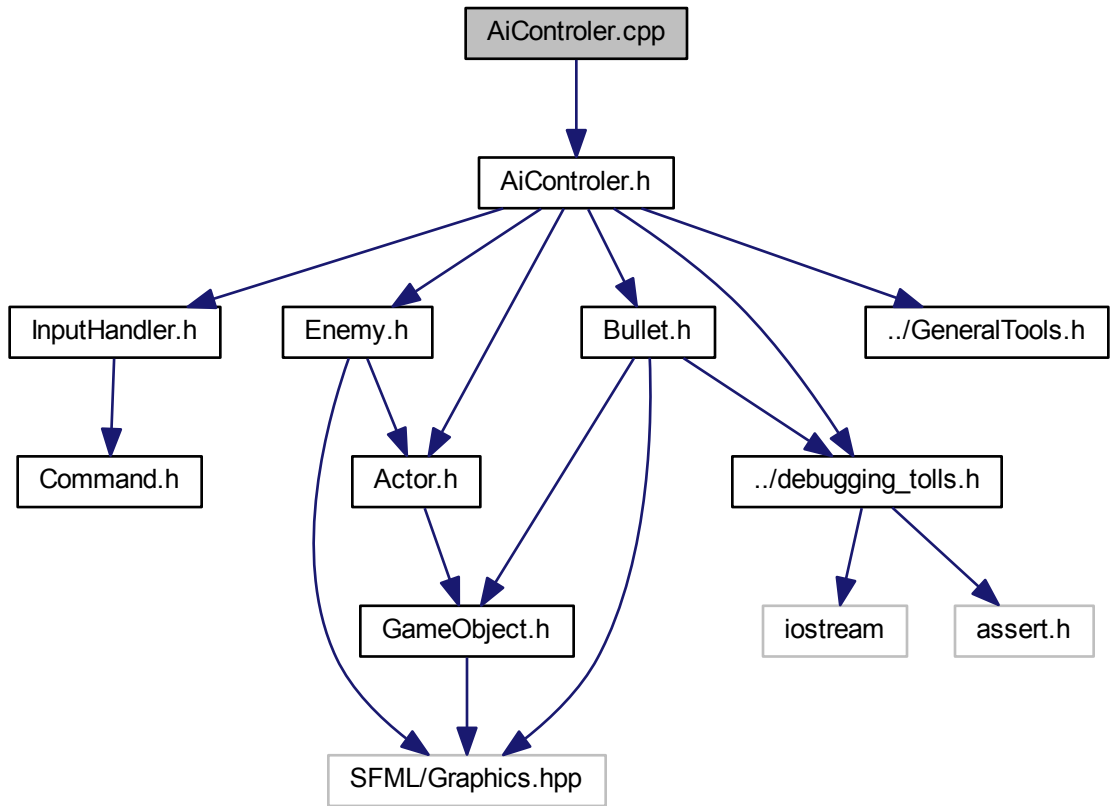 AiControler.cpp
AiControler.h
InputHandler.h
Enemy.h
Bullet.h
../GeneralTools.h
Command.h
Actor.h
../debugging_tolls.h
GameObject.h
iostream
assert.h
SFML/Graphics.hpp